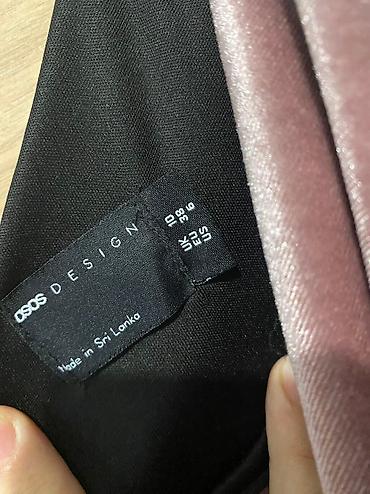 asos DESIGN
Made in Sri Lanka
UK 10
EU 38
US 6